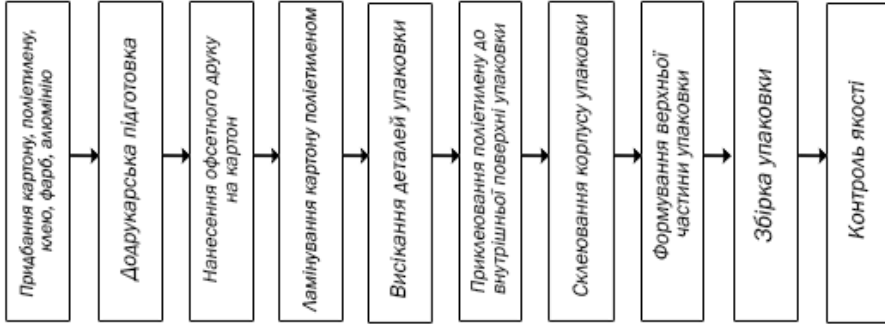 Придбання картону, поліетилену,
клею, фарб, алюмінію
Додрукарська підготовка
Нанесення офсетного друку
на картон
Ламінування картону поліетиленом
Висікання деталей упаковки
Приклеювання поліетилену до
внутрішньої поверхні упаковки
Склеювання корпусу упаковки
Формування верхньої
частини упаковки
Збірка упаковки
Контроль якості